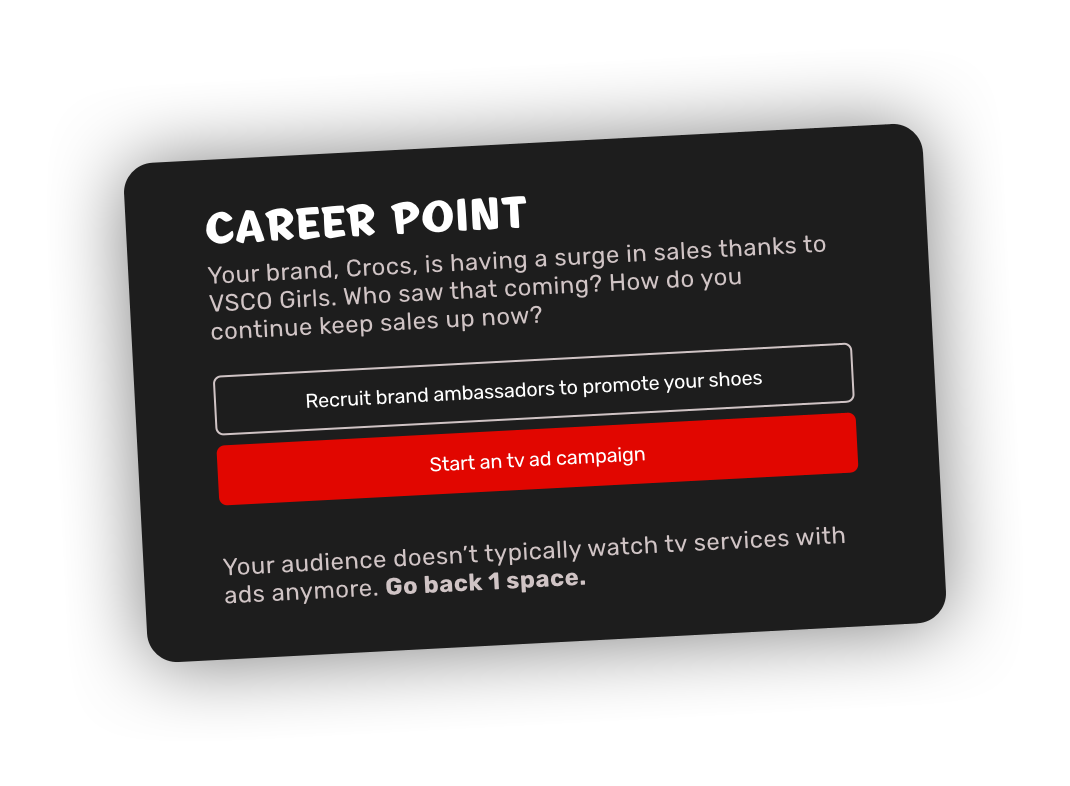 CAREER POINT
Your brand, Crocs, is having a surge in sales thanks to
VSCO Girls. Who saw that coming? How do you
continue keep sales up now?
Recruit brand ambassadors to promote your shoes
Start an tv ad campaign
Your audience doesn’t typically watch tv services with
ads anymore. Go back 1 space.